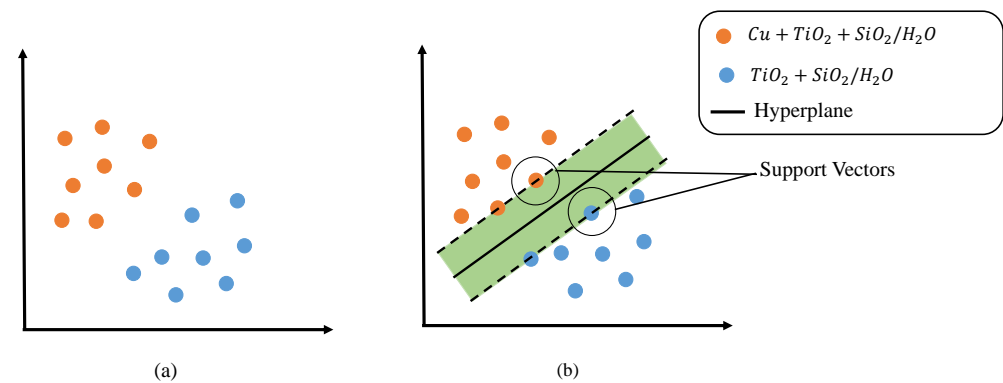 Cu + TiO₂ + SiO₂/H₂O
TiO₂ + SiO₂/H₂O
Hyperplane
Support Vectors
(a)
(b)